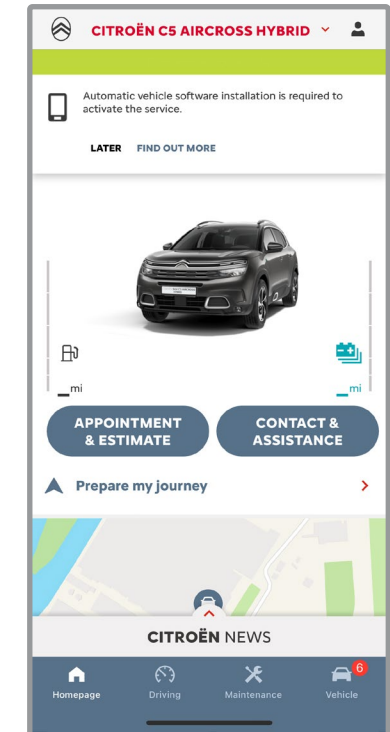 CITROËN C5 AIRCROSS HYBRID
Automatic vehicle software installation is required to
activate the service.
LATER FIND OUT MORE
_mi _mi
APPOINTMENT
& ESTIMATE
CONTACT &
ASSISTANCE
Prepare my journey
CITROËN NEWS
6
Homepage Driving Maintenance Vehicle